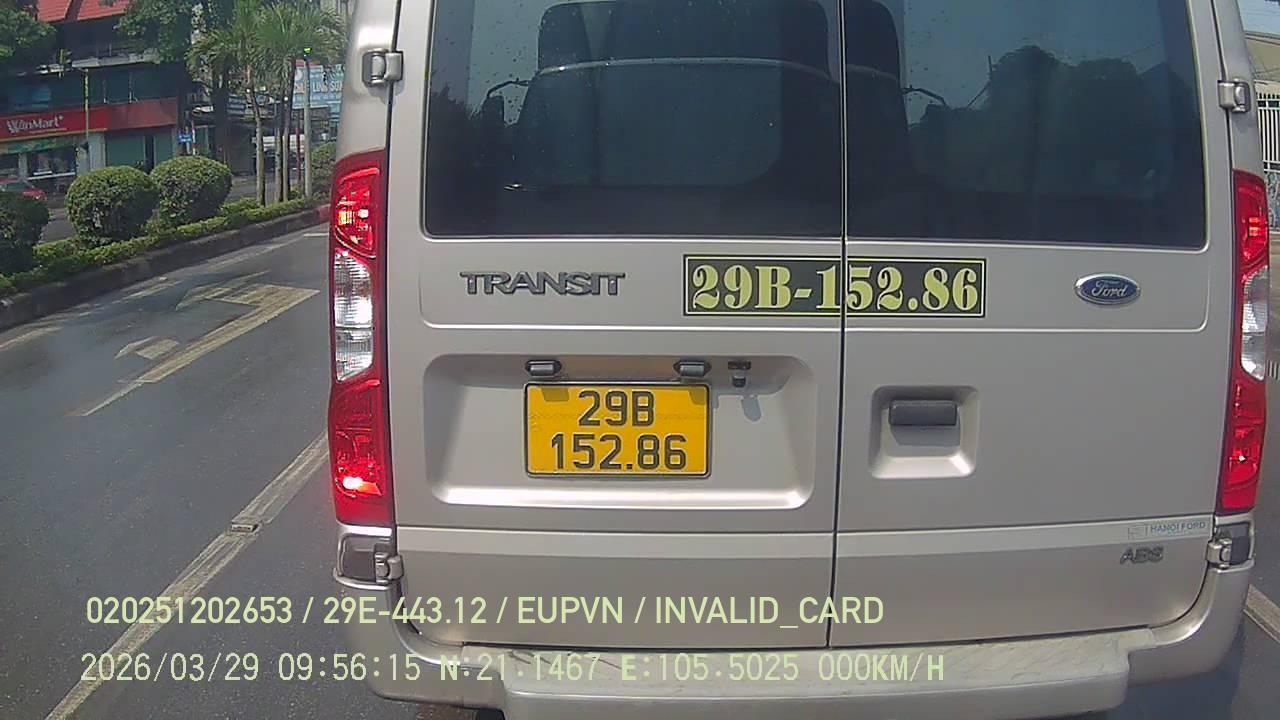 WinMart+
TRANSIT
29B-152.86
Ford
29B
152.86
HANOI FORD
ABS
020251202653 / 29E-443.12 / EUPVN / INVALID_CARD
2026/03/29 09:56:15 N:21.1467 E:105.5025 000KM/H